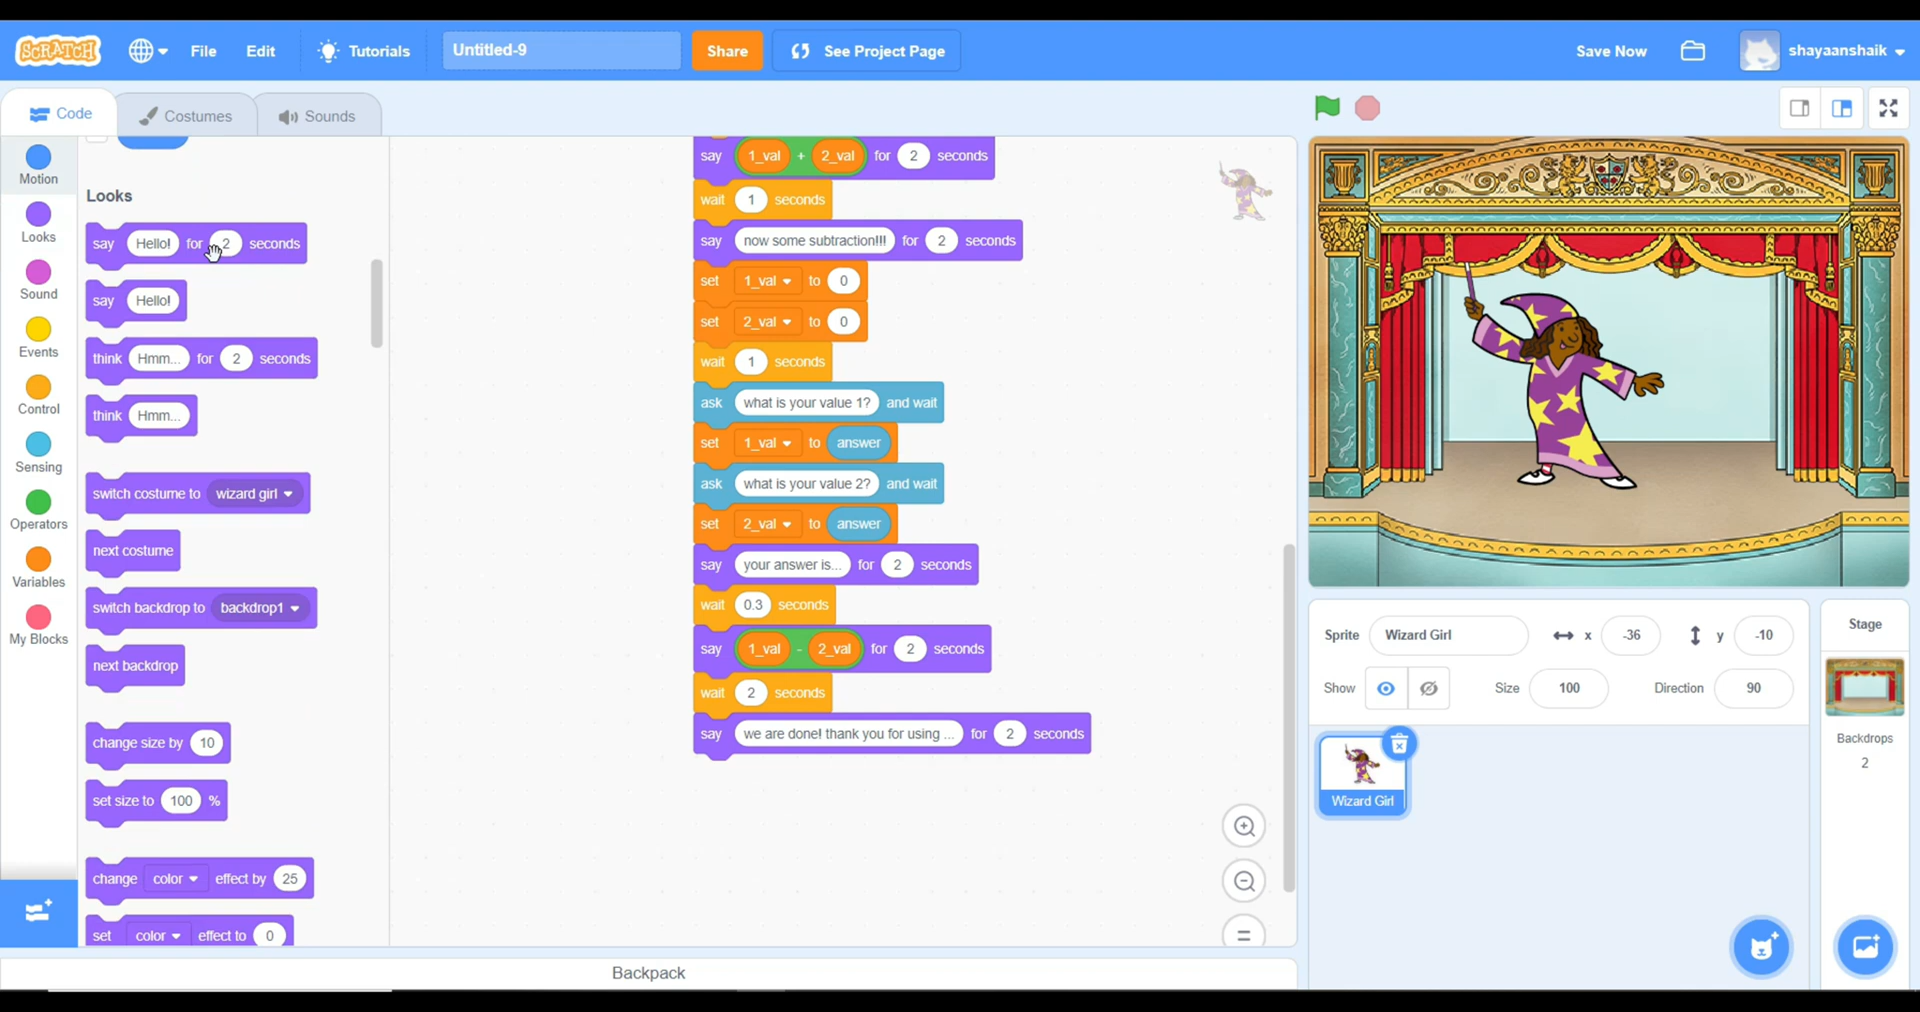 SCRATCH File Edit Tutorials Untitled-9 Share See Project Page Save Now shayaanshaik
Code Costumes Sounds
Motion
Looks
Sound
Events
Control
Sensing
Operators
Variables
My Blocks
Looks
say Hello! for 2 seconds
say Hello!
think Hmm... for 2 seconds
think Hmm...
switch costume to wizard girl
next costume
switch backdrop to backdrop1
next backdrop
change size by 10
set size to 100 %
change color effect by 25
set color effect to 0
say 1_val + 2_val for 2 seconds
wait 1 seconds
say now some subtraction!!! for 2 seconds
set 1_val to 0
set 2_val to 0
wait 1 seconds
ask what is your value 1? and wait
set 1_val to answer
ask what is your value 2? and wait
set 2_val to answer
say your answer is... for 2 seconds
wait 0.3 seconds
say 1_val - 2_val for 2 seconds
wait 2 seconds
say we are done! thank you for using ... for 2 seconds
Backpack
Sprite Wizard Girl x -36 y -10
Show Size 100 Direction 90
Wizard Girl
Stage
Backdrops
2